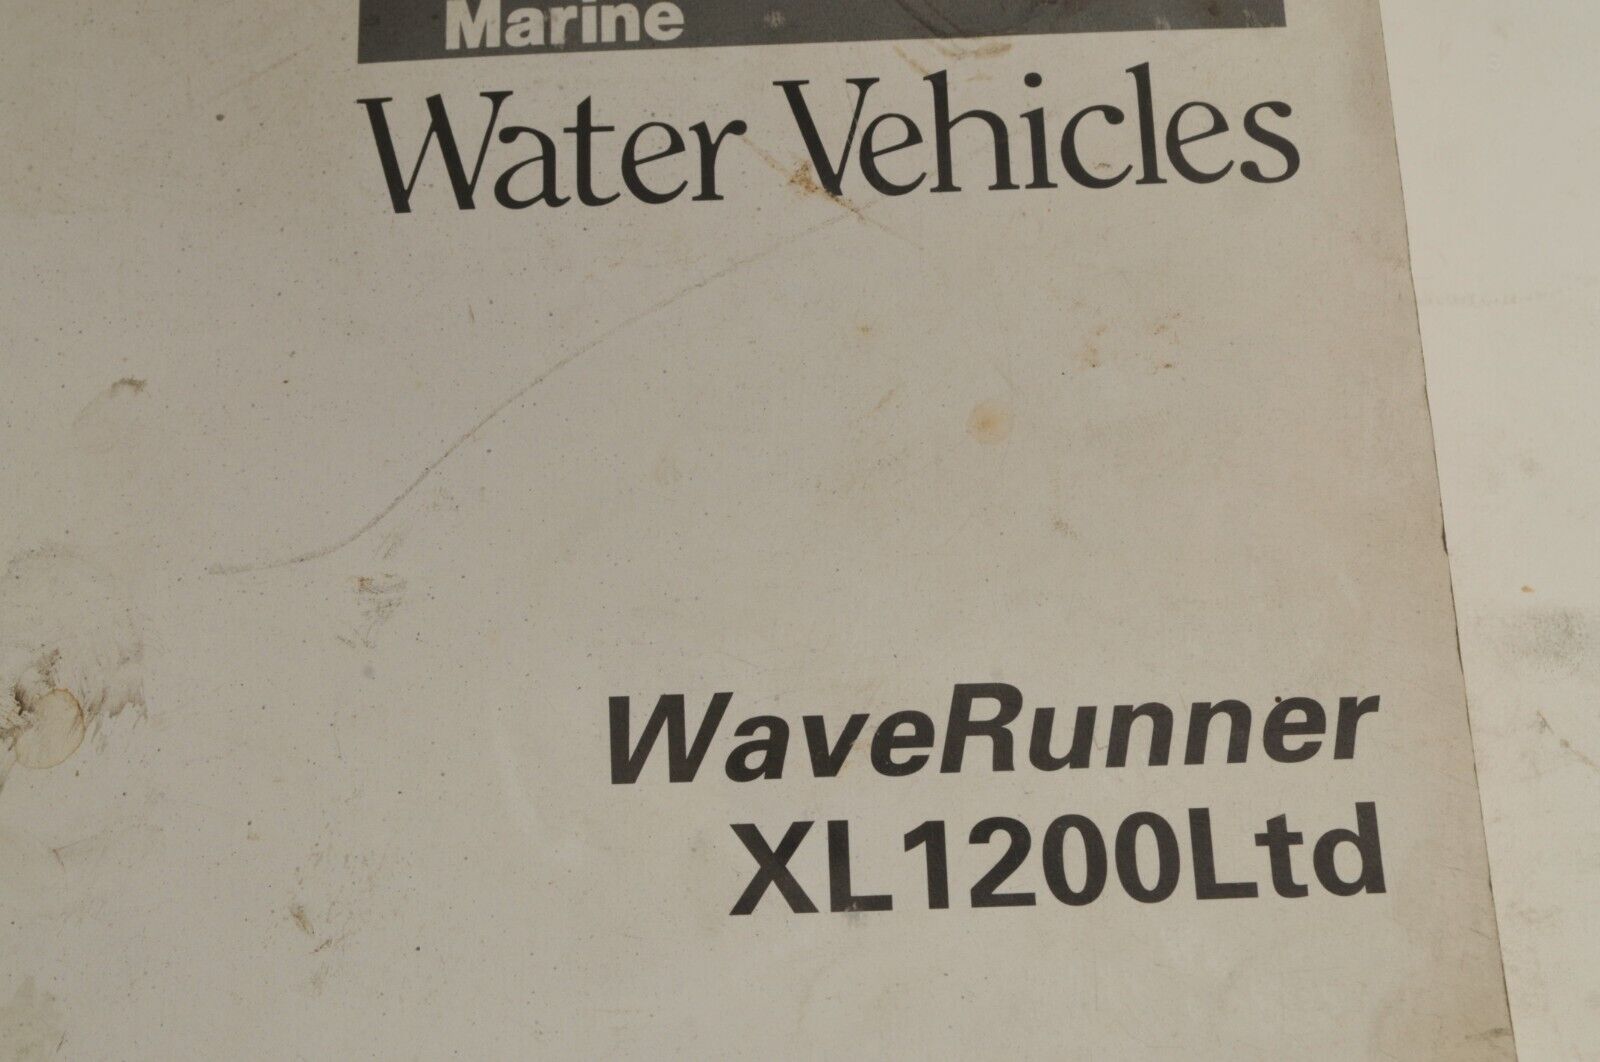 Marine
Water Vehicles
WaveRunner
XL1200Ltd